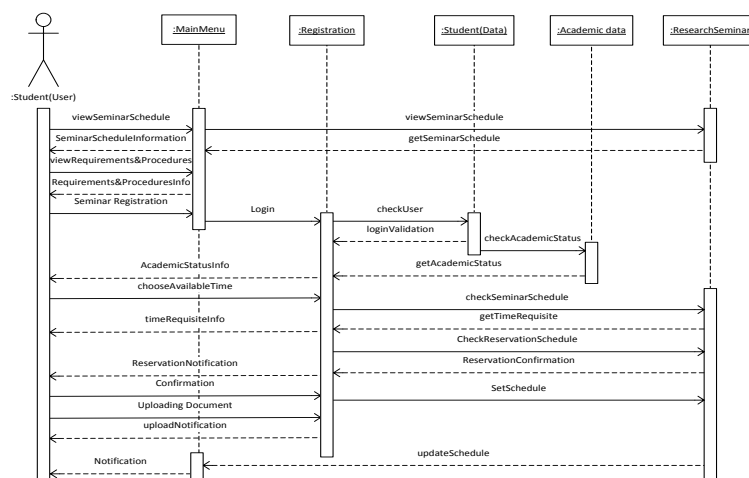 :MainMenu
:Registration
:Student(Data)
:Academic data
:ResearchSeminar
:Student(User)
viewSeminarSchedule
viewSeminarSchedule
SeminarScheduleInformation
getSeminarSchedule
viewRequirements&Procedures
Requirements&ProceduresInfo
Seminar Registration
Login
checkUser
loginValidation
checkAcademicStatus
AcademicStatusInfo
getAcademicStatus
chooseAvailableTime
checkSeminarSchedule
timeRequisiteInfo
getTimeRequisite
CheckReservationSchedule
ReservationNotification
ReservationConfirmation
Confirmation
SetSchedule
Uploading Document
uploadNotification
updateSchedule
Notification